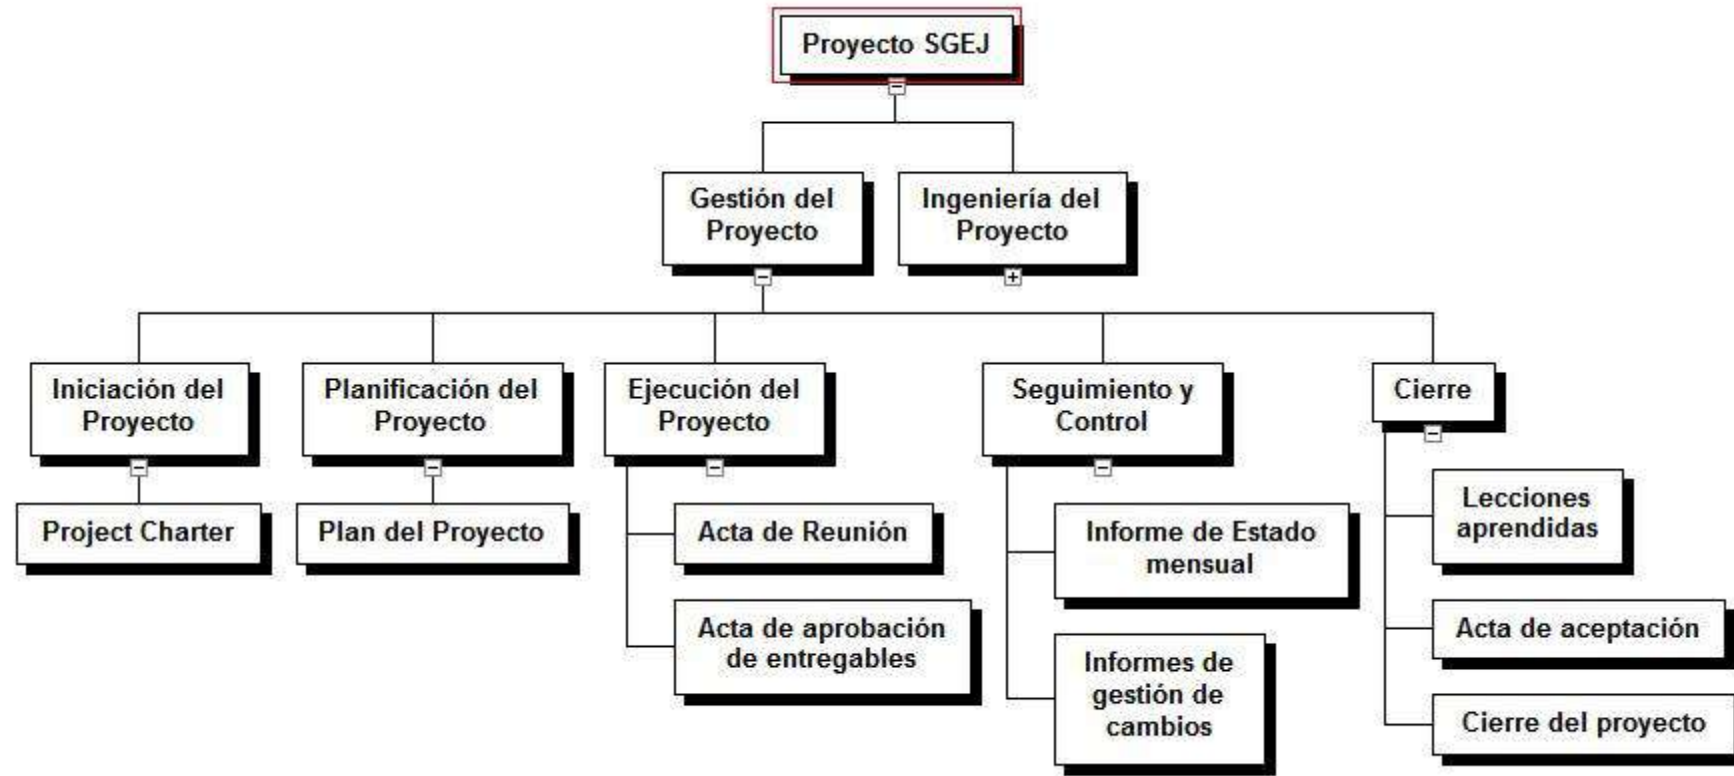 Proyecto SGEJ
Gestión del
Proyecto
Ingeniería del
Proyecto
Iniciación del
Proyecto
Planificación del
Proyecto
Ejecución del
Proyecto
Seguimiento y
Control
Cierre
Project Charter
Plan del Proyecto
Acta de Reunión
Acta de aprobación
de entregables
Informe de Estado
mensual
Informes de
gestión de
cambios
Lecciones
aprendidas
Acta de aceptación
Cierre del proyecto